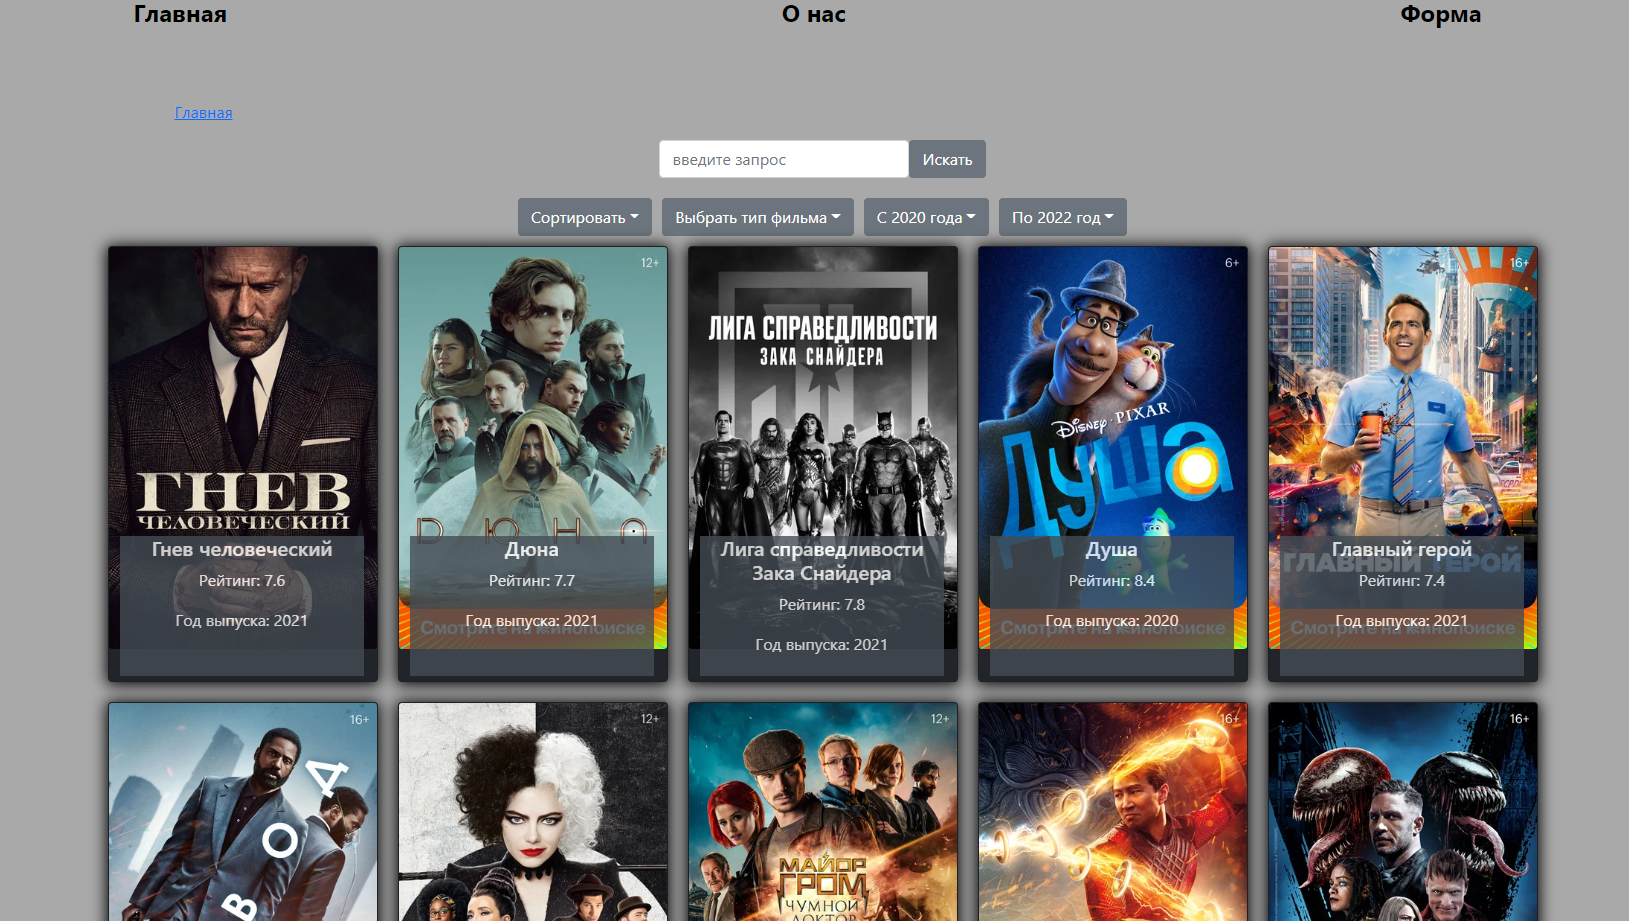 Главная
О нас
Форма
Главная
введите запрос
Искать
Сортировать
Выбрать тип фильма
С 2020 года
По 2022 год
ГНЕВ
ЧЕЛОВЕЧЕСКИЙ
Гнев человеческий
Рейтинг: 7.6
Год выпуска: 2021
12+
ДЮНА
Дюна
Рейтинг: 7.7
Год выпуска: 2021
Смотрите на Кинопоиске
ЛИГА СПРАВЕДЛИВОСТИ
ЗАКА СНАЙДЕРА
Лига справедливости
Зака Снайдера
Рейтинг: 7.8
Год выпуска: 2021
6+
Disney · PIXAR
Душа
Душа
Рейтинг: 8.4
Год выпуска: 2020
Смотрите на Кинопоиске
16+
ГЛАВНЫЙ ГЕРОЙ
Главный герой
Рейтинг: 7.4
Год выпуска: 2021
Смотрите на Кинопоиске
16+
Д
О
В
12+
12+
МАЙОР
ГРОМ
ЧУМНОЙ
ДОКТОР
16+
16+